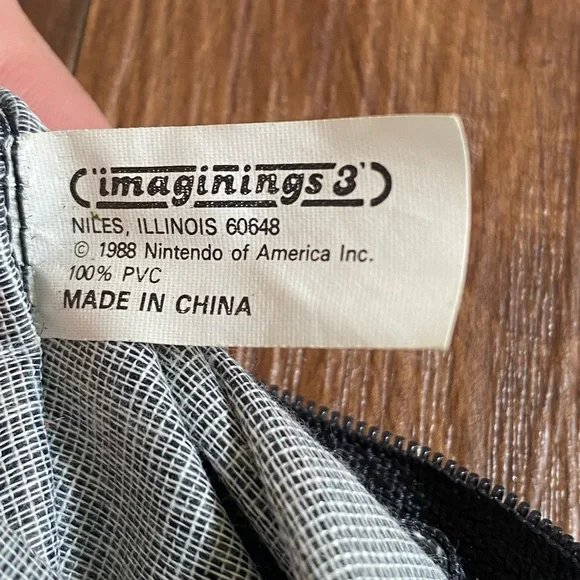 "imaginings 3"
NILES, ILLINOIS 60648
© 1988 Nintendo of America Inc.
100% PVC
MADE IN CHINA